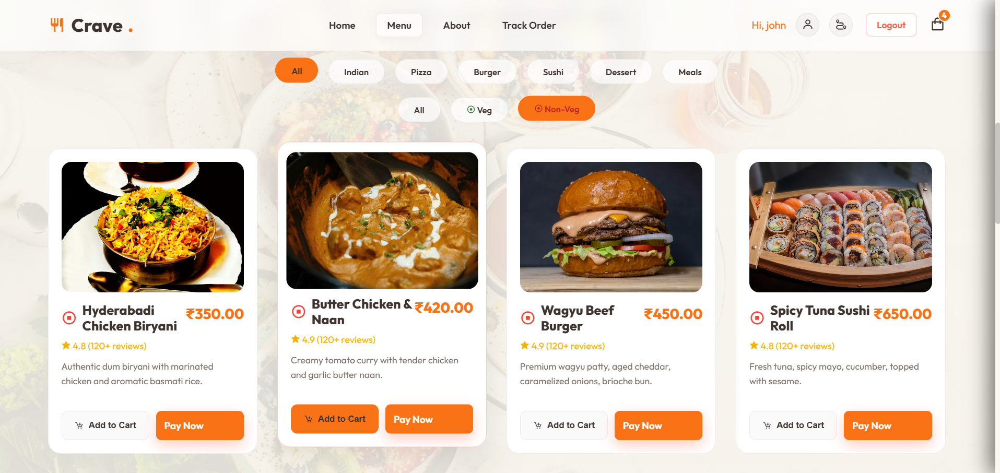 Crave .
Home
Menu
About
Track Order
Hi, john
Logout
4
All
Indian
Pizza
Burger
Sushi
Dessert
Meals
All
Veg
Non-Veg
Hyderabadi
Chicken Biryani
₹350.00
4.8 (120+ reviews)
Authentic dum biryani with marinated
chicken and aromatic basmati rice.
Add to Cart
Pay Now
Butter Chicken &
Naan
₹420.00
4.9 (120+ reviews)
Creamy tomato curry with tender chicken
and garlic butter naan.
Add to Cart
Pay Now
Wagyu Beef
Burger
₹450.00
4.9 (120+ reviews)
Premium wagyu patty, aged cheddar,
caramelized onions, brioche bun.
Add to Cart
Pay Now
Spicy Tuna Sushi
Roll
₹650.00
4.8 (120+ reviews)
Fresh tuna, spicy mayo, cucumber, topped
with sesame.
Add to Cart
Pay Now